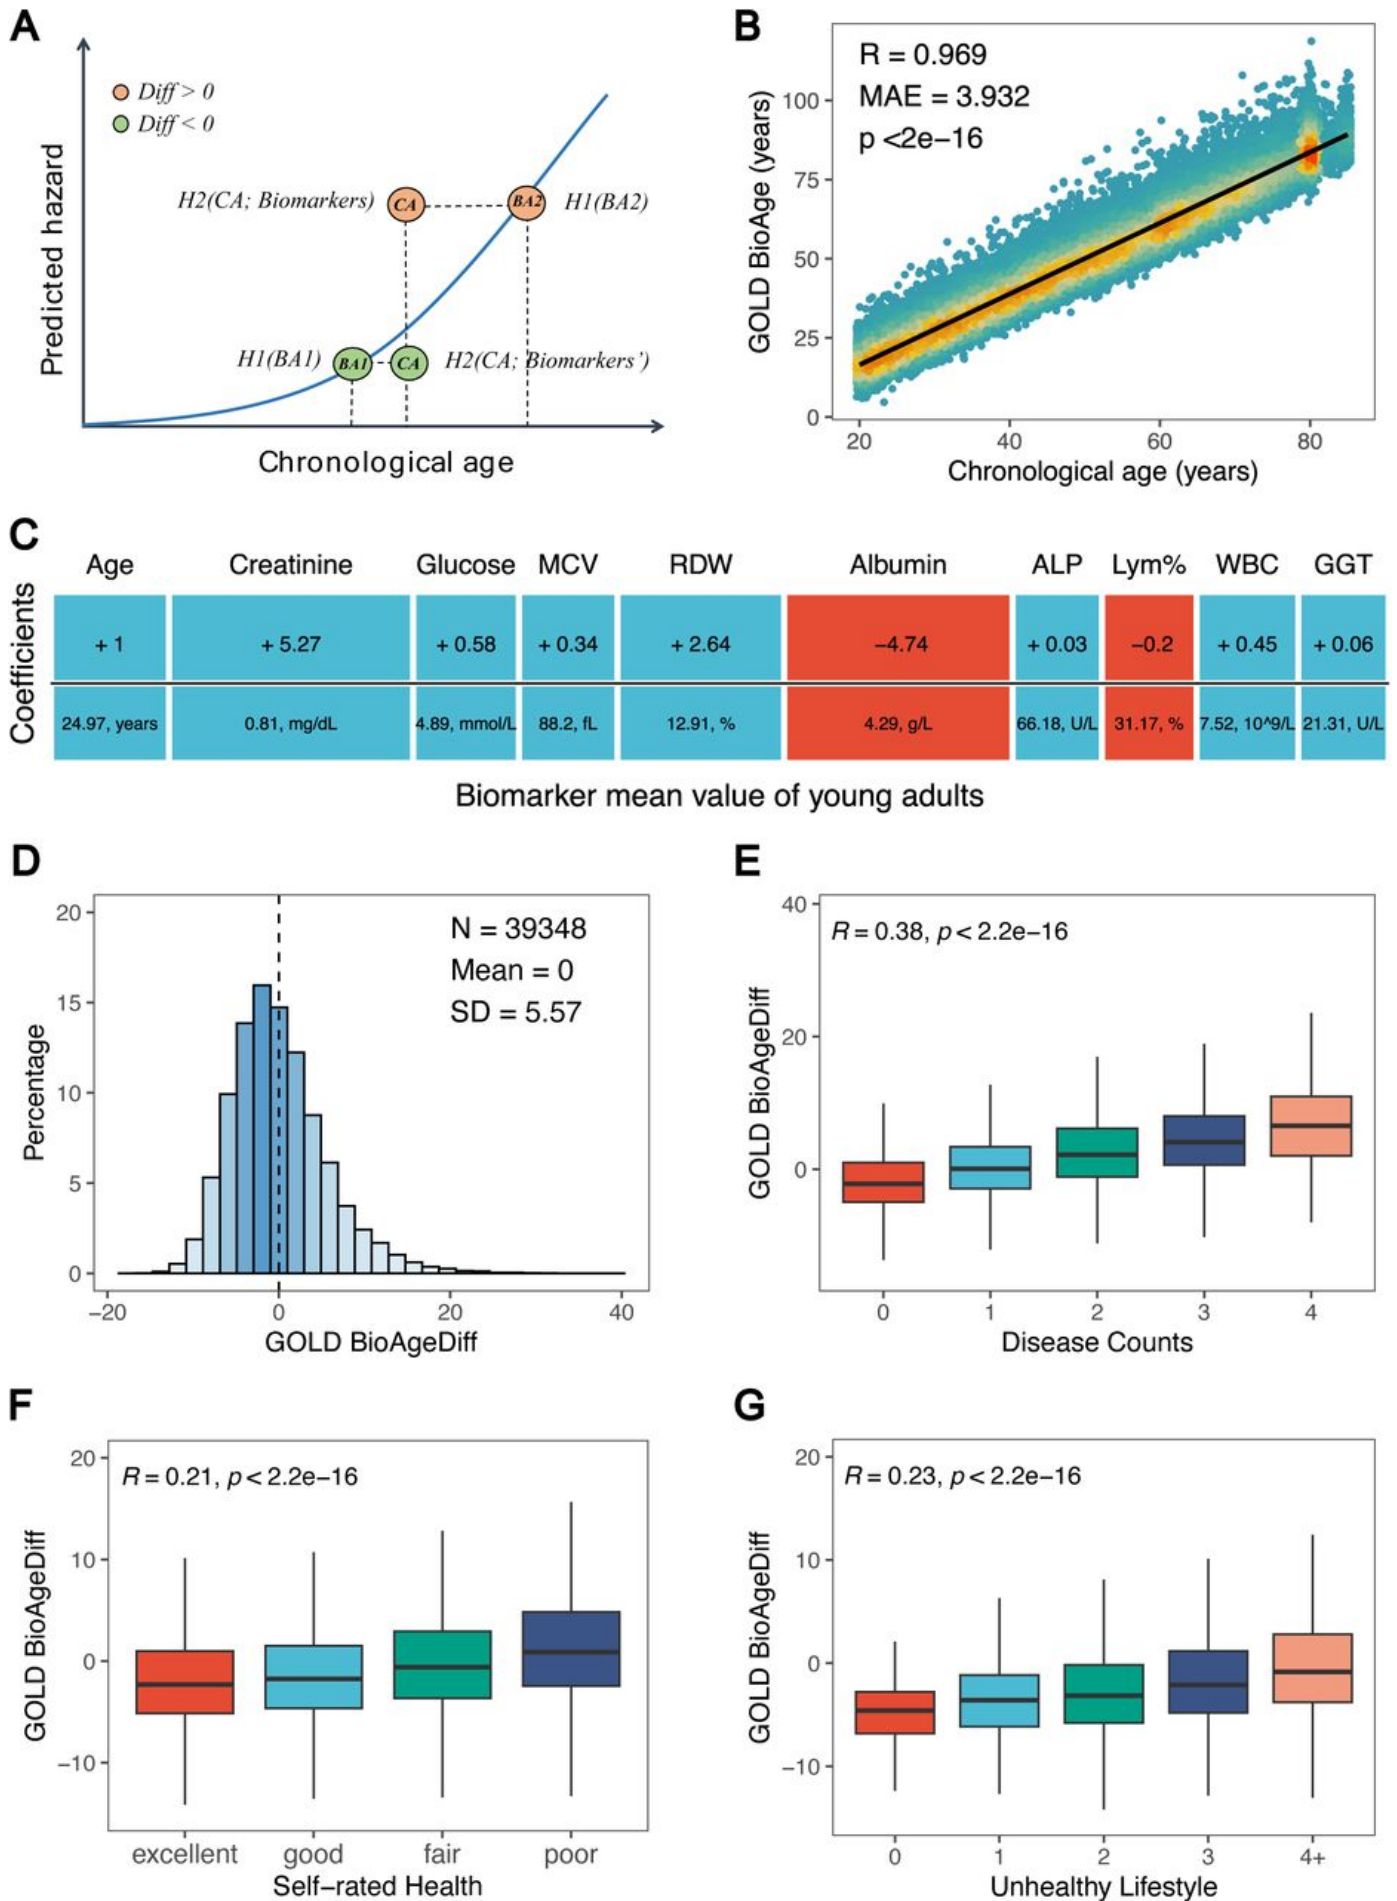 A
Diff > 0
Diff < 0
Predicted hazard
H2(CA; Biomarkers)
CA
BA2
H1(BA2)
H1(BA1)
BA1
CA
H2(CA; Biomarkers’)
Chronological age
B
R = 0.969
MAE = 3.932
p <2e−16
GOLD BioAge (years)
100
75
50
25
0
20 40 60 80
Chronological age (years)
C
Age Creatinine Glucose MCV RDW Albumin ALP Lym% WBC GGT
Coefficients
+ 1 + 5.27 + 0.58 + 0.34 + 2.64 −4.74 + 0.03 −0.2 + 0.45 + 0.06
24.97, years 0.81, mg/dL 4.89, mmol/L 88.2, fL 12.91, % 4.29, g/L 66.18, U/L 31.17, % 7.52, 10^9/L 21.31, U/L
Biomarker mean value of young adults
D
N = 39348
Mean = 0
SD = 5.57
Percentage
20
15
10
5
0
−20 0 20 40
GOLD BioAgeDiff
E
R = 0.38, p < 2.2e−16
GOLD BioAgeDiff
40
20
0
0 1 2 3 4
Disease Counts
F
R = 0.21, p < 2.2e−16
GOLD BioAgeDiff
20
10
0
−10
excellent good fair poor
Self−rated Health
G
R = 0.23, p < 2.2e−16
GOLD BioAgeDiff
20
10
0
−10
0 1 2 3 4+
Unhealthy Lifestyle